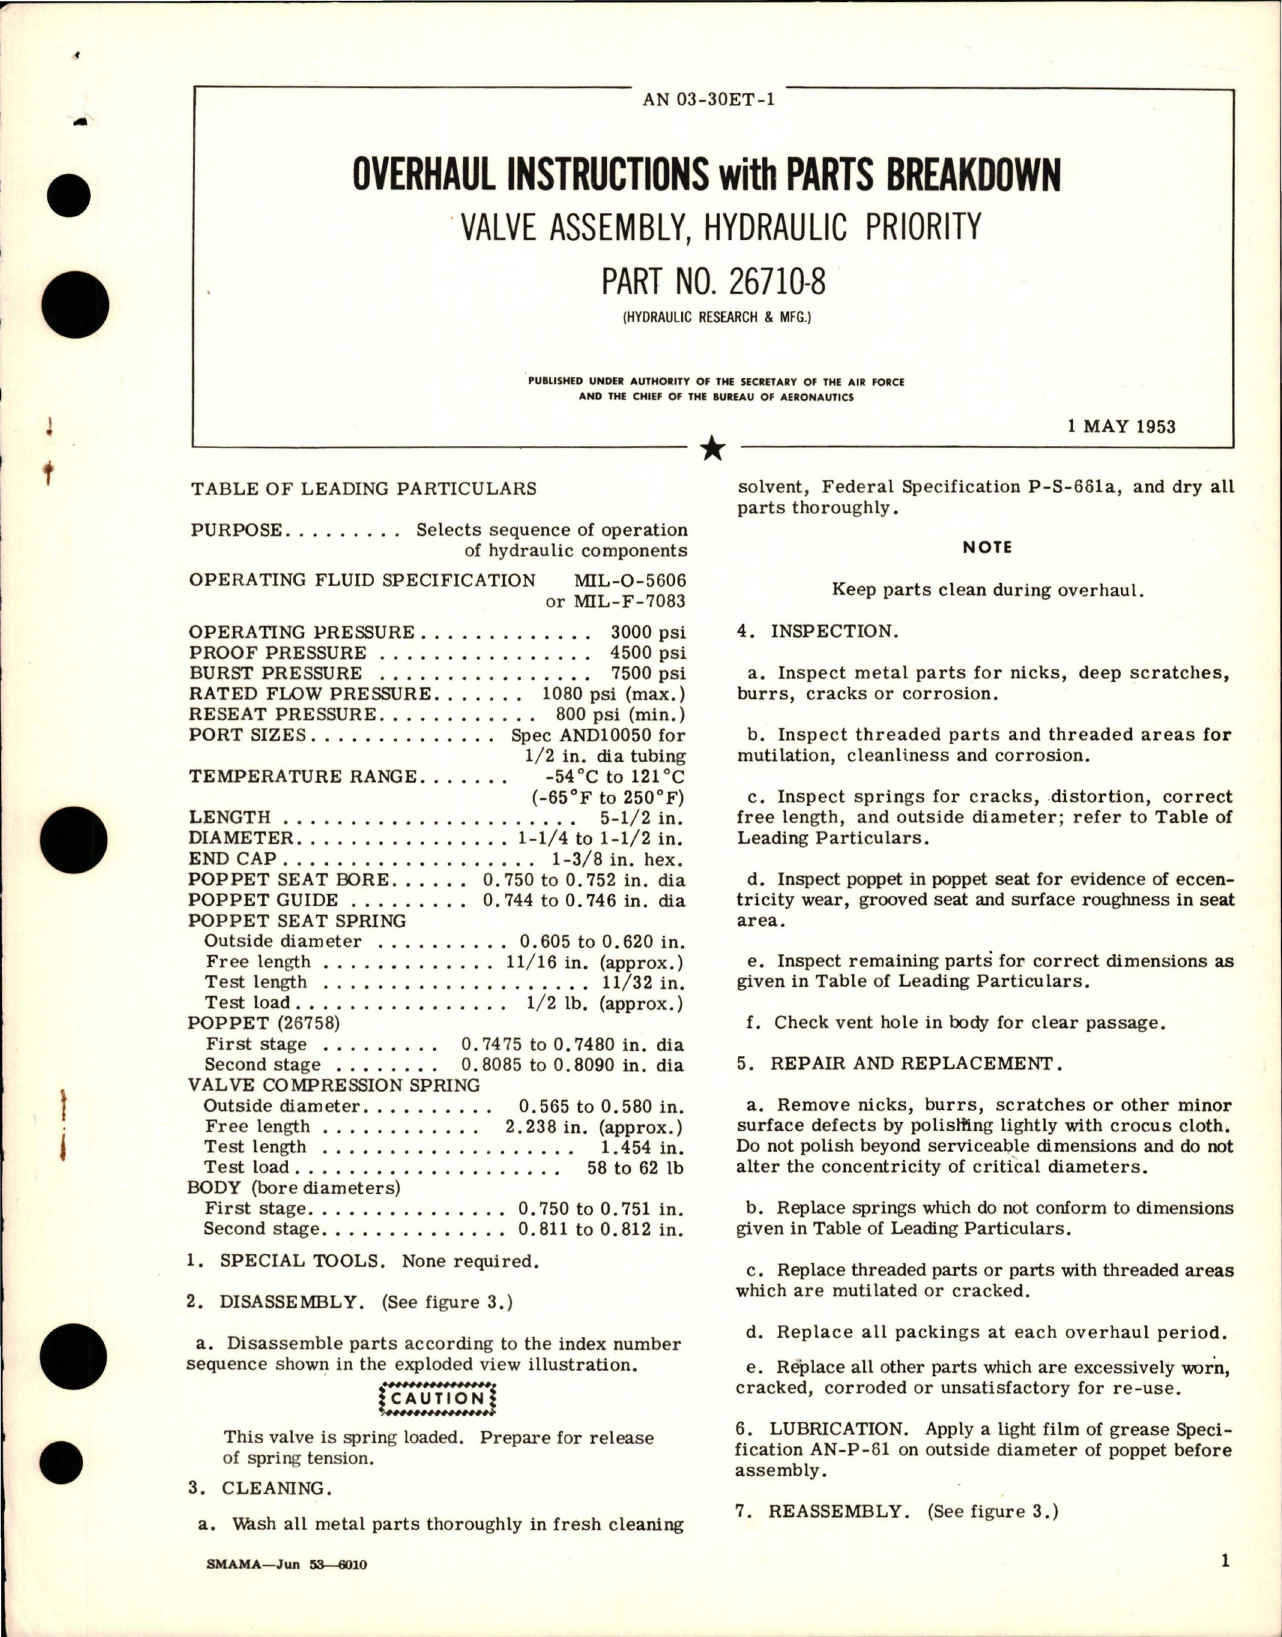 AN 03-30ET-1
OVERHAUL INSTRUCTIONS with PARTS BREAKDOWN
VALVE ASSEMBLY, HYDRAULIC PRIORITY
PART NO. 26710-8
(HYDRAULIC RESEARCH & MFG.)
PUBLISHED UNDER AUTHORITY OF THE SECRETARY OF THE AIR FORCE
AND THE CHIEF OF THE BUREAU OF AERONAUTICS
1 MAY 1953
TABLE OF LEADING PARTICULARS
PURPOSE......... Selects sequence of operation
of hydraulic components
OPERATING FLUID SPECIFICATION MIL-O-5606
or MIL-F-7083
OPERATING PRESSURE............. 3000 psi
PROOF PRESSURE ................ 4500 psi
BURST PRESSURE ................ 7500 psi
RATED FLOW PRESSURE....... 1080 psi (max.)
RESEAT PRESSURE............ 800 psi (min.)
PORT SIZES.............. Spec AND10050 for
1/2 in. dia tubing
TEMPERATURE RANGE....... -54°C to 121°C
(-65°F to 250°F)
LENGTH ...................... 5-1/2 in.
DIAMETER................ 1-1/4 to 1-1/2 in.
END CAP................... 1-3/8 in. hex.
POPPET SEAT BORE...... 0.750 to 0.752 in. dia
POPPET GUIDE ......... 0.744 to 0.746 in. dia
POPPET SEAT SPRING
Outside diameter .......... 0.605 to 0.620 in.
Free length ............. 11/16 in. (approx.)
Test length .................... 11/32 in.
Test load................ 1/2 lb. (approx.)
POPPET (26758)
First stage ......... 0.7475 to 0.7480 in. dia
Second stage ........ 0.8085 to 0.8090 in. dia
VALVE COMPRESSION SPRING
Outside diameter.......... 0.565 to 0.580 in.
Free length ............ 2.238 in. (approx.)
Test length ................... 1.454 in.
Test load.................... 58 to 62 lb
BODY (bore diameters)
First stage............... 0.750 to 0.751 in.
Second stage.............. 0.811 to 0.812 in.
1. SPECIAL TOOLS. None required.
2. DISASSEMBLY. (See figure 3.)
a. Disassemble parts according to the index number
sequence shown in the exploded view illustration.
CAUTION
This valve is spring loaded. Prepare for release
of spring tension.
3. CLEANING.
a. Wash all metal parts thoroughly in fresh cleaning
solvent, Federal Specification P-S-661a, and dry all
parts thoroughly.
NOTE
Keep parts clean during overhaul.
4. INSPECTION.
a. Inspect metal parts for nicks, deep scratches,
burrs, cracks or corrosion.
b. Inspect threaded parts and threaded areas for
mutilation, cleanliness and corrosion.
c. Inspect springs for cracks, distortion, correct
free length, and outside diameter; refer to Table of
Leading Particulars.
d. Inspect poppet in poppet seat for evidence of eccen-
tricity wear, grooved seat and surface roughness in seat
area.
e. Inspect remaining parts for correct dimensions as
given in Table of Leading Particulars.
f. Check vent hole in body for clear passage.
5. REPAIR AND REPLACEMENT.
a. Remove nicks, burrs, scratches or other minor
surface defects by polishing lightly with crocus cloth.
Do not polish beyond serviceable dimensions and do not
alter the concentricity of critical diameters.
b. Replace springs which do not conform to dimensions
given in Table of Leading Particulars.
c. Replace threaded parts or parts with threaded areas
which are mutilated or cracked.
d. Replace all packings at each overhaul period.
e. Replace all other parts which are excessively worn,
cracked, corroded or unsatisfactory for re-use.
6. LUBRICATION. Apply a light film of grease Speci-
fication AN-P-61 on outside diameter of poppet before
assembly.
7. REASSEMBLY. (See figure 3.)
SMAMA—Jun 53—6010
1